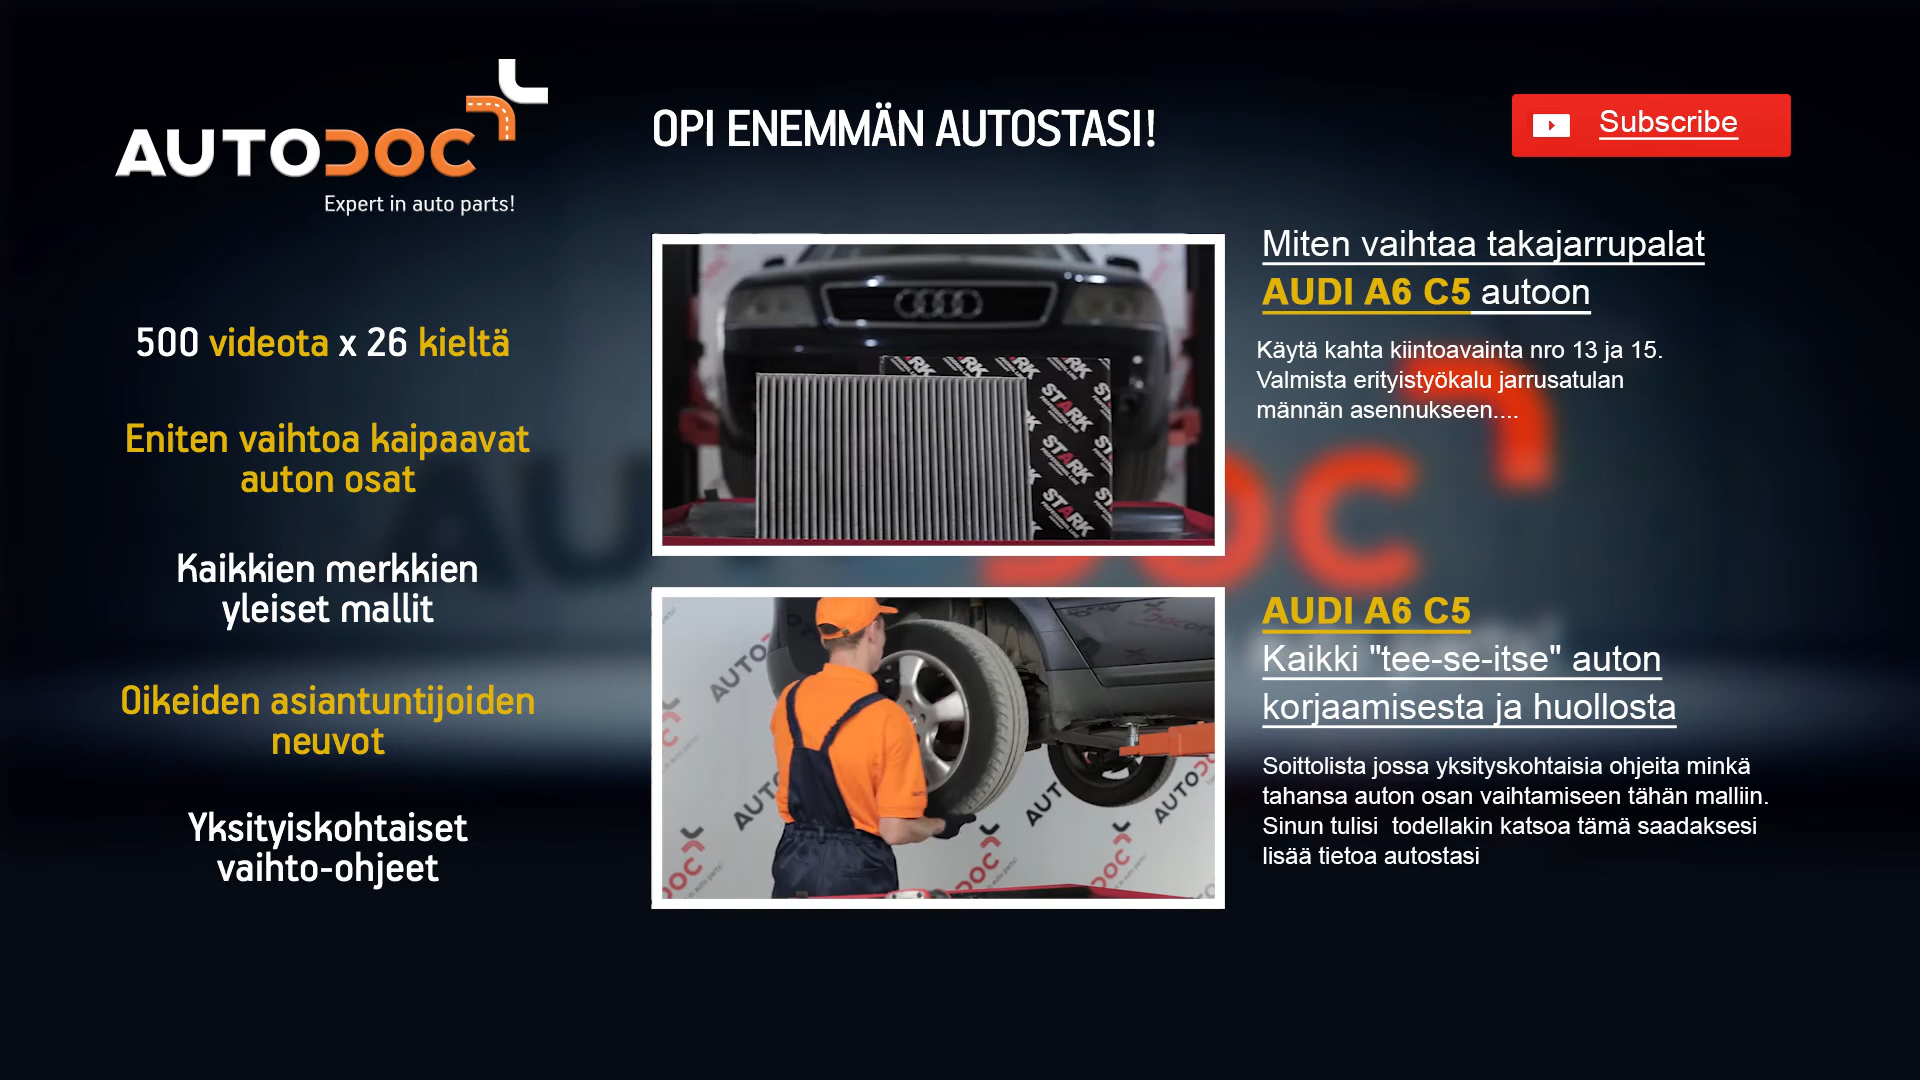 AUTODOC
Expert in auto parts!
OPI ENEMMÄN AUTOSTASI!
Subscribe
500 videota x 26 kieltä
Eniten vaihtoa kaipaavat
auton osat
Kaikkien merkkien
yleiset mallit
Oikeiden asiantuntijoiden
neuvot
Yksityiskohtaiset
vaihto-ohjeet
STARK
STARK
STARK
Miten vaihtaa takajarrupalat
AUDI A6 C5 autoon
Käytä kahta kiintoavainta nro 13 ja 15.
Valmista erityistyökalu jarrusatulan
männän asennukseen....
AUDI A6 C5
Kaikki "tee-se-itse" auton
korjaamisesta ja huollosta
Soittolista jossa yksityskohtaisia ohjeita minkä
tahansa auton osan vaihtamiseen tähän malliin.
Sinun tulisi  todellakin katsoa tämä saadaksesi
lisää tietoa autostasi